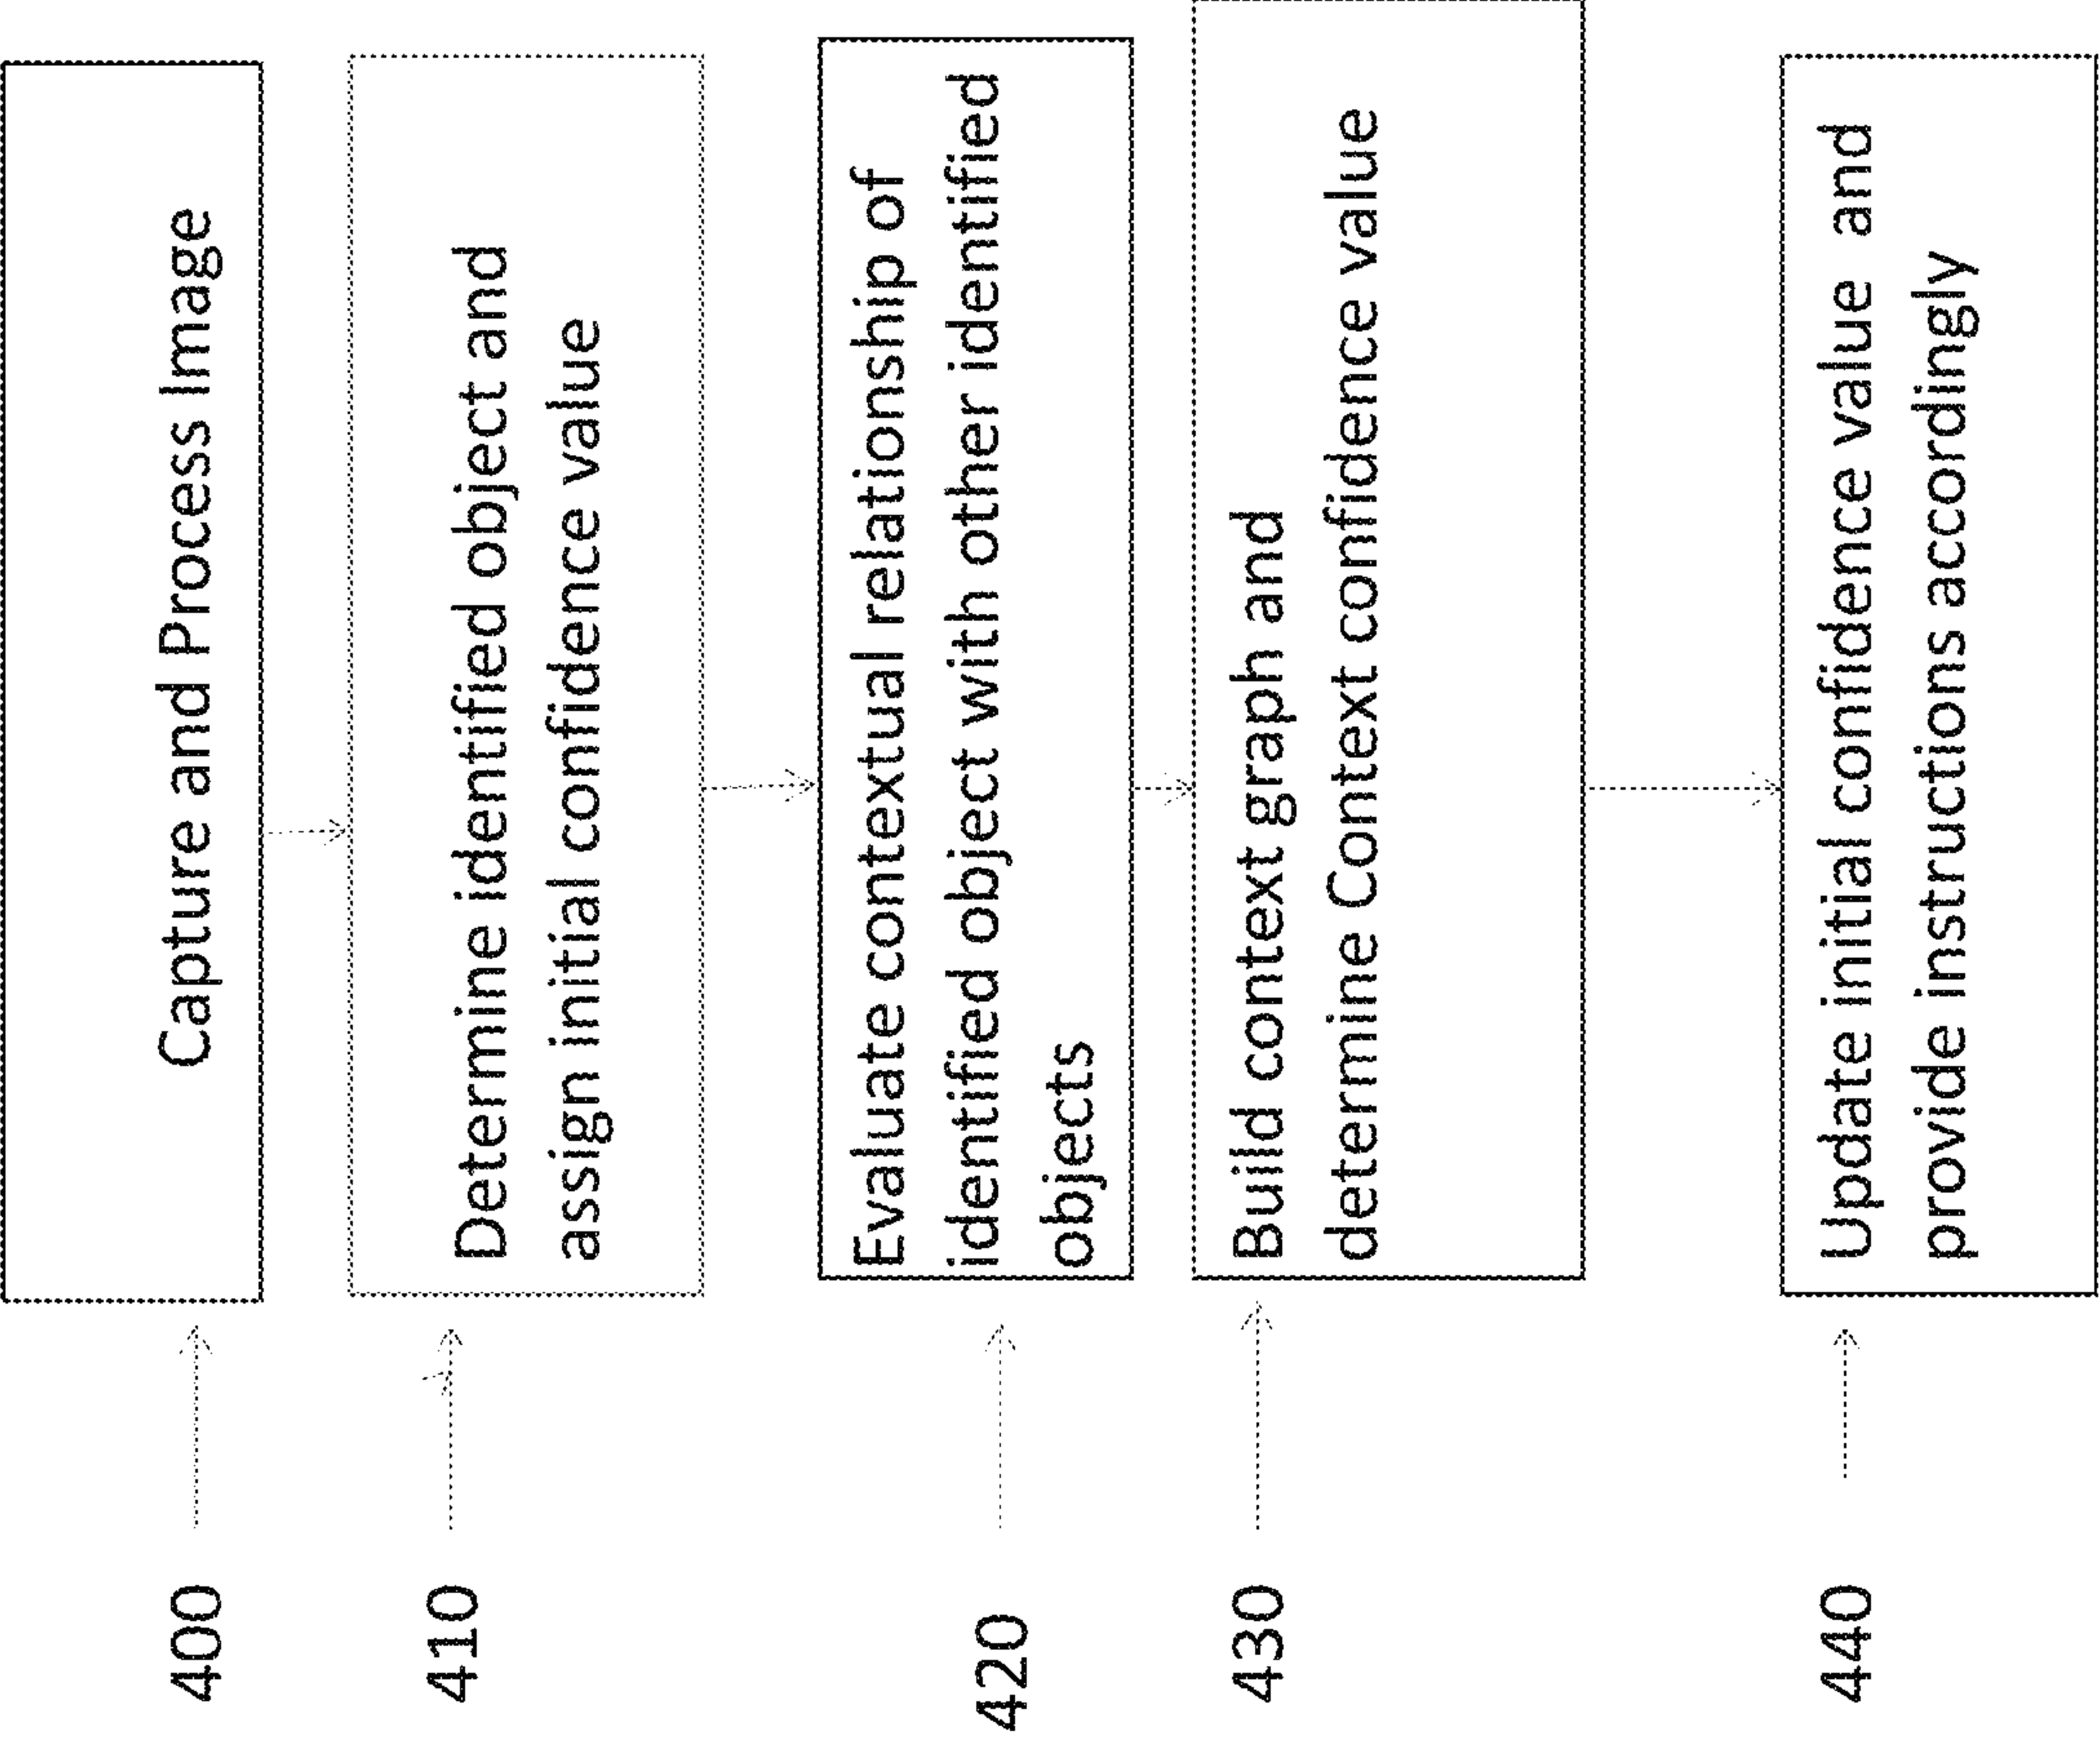 400
Capture and Process Image
410
Determine identified object and
assign initial confidence value
420
Evaluate contextual relationship of
identified object with other identified
objects
430
Build context graph and
determine Context confidence value
440
Update initial confidence value and
provide instructions accordingly